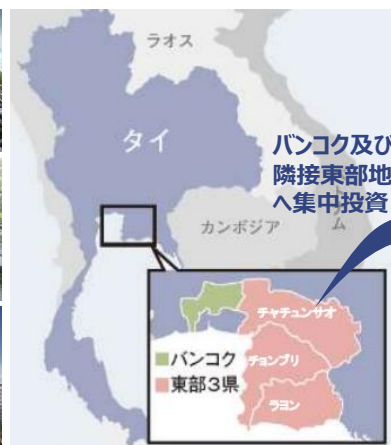 ラオス
タイ
バンコク及び
隣接東部地
へ集中投資
カンボジア
ム
チャチュンサオ
■バンコク
チョンブリ
■東部3県
ラヨン